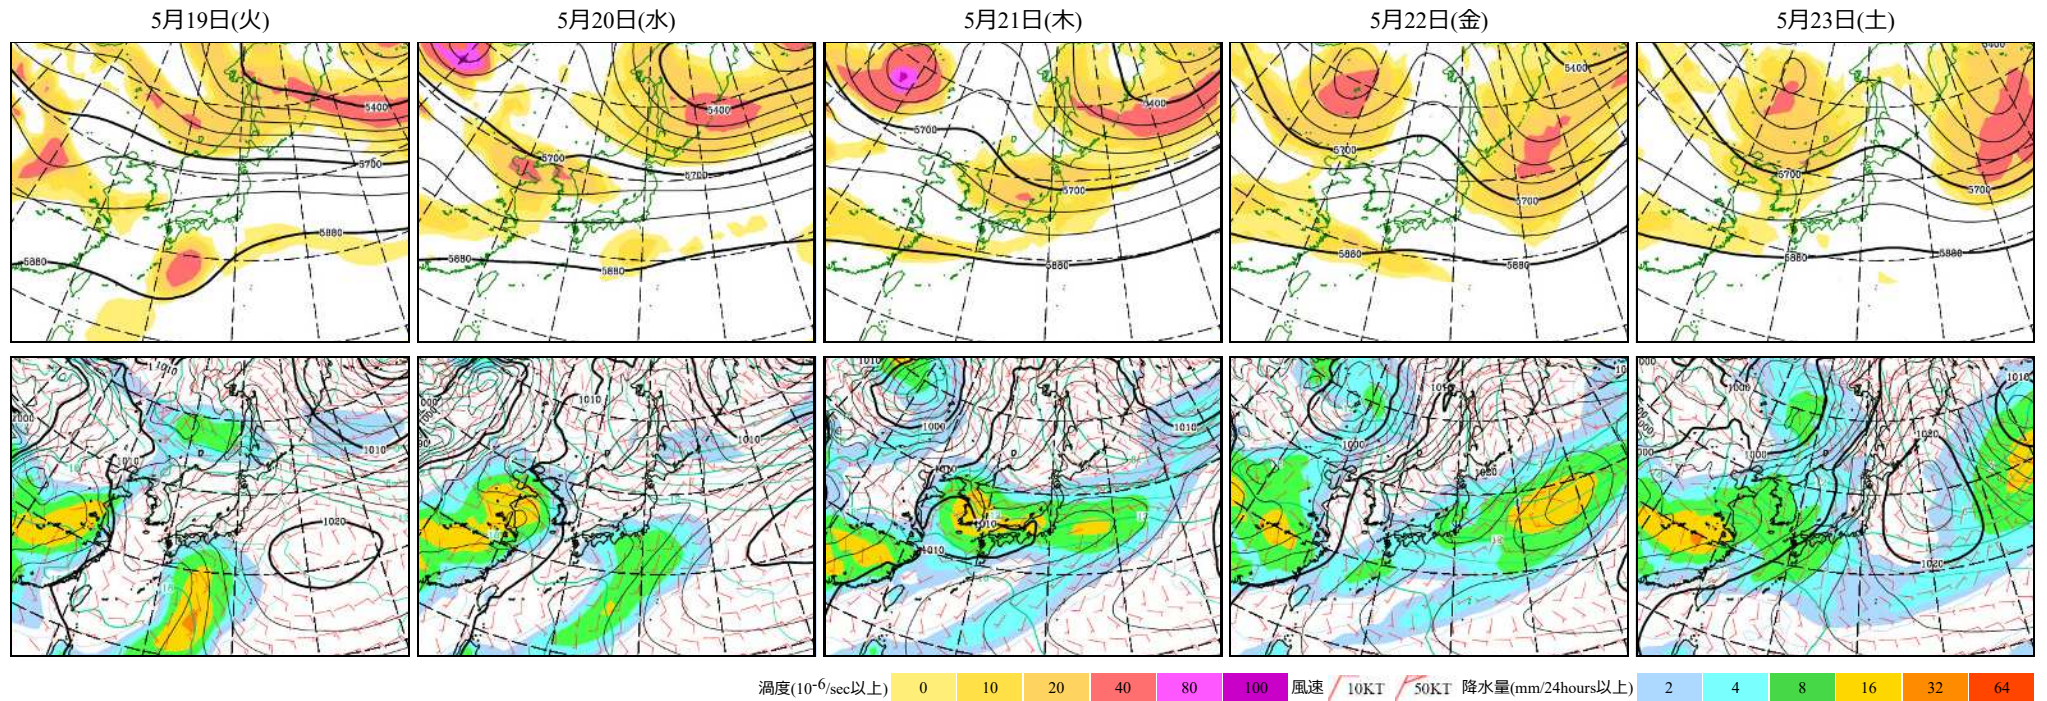 5月19日(火) 5月20日(水) 5月21日(木) 5月22日(金) 5月23日(土)
5400 5400 5400 5400 5400
5700 5700 5700 5700 5700 5700 5700 5700
5880 5880 5880 5880 5880 5880 5880 5880 5880
1010 1010 1010 1010 1000 1010
1000 1010 1010 1000 1010 1000 1020 1000 1020
1020 1010 1010 1020
渦度(10-6/sec以上) 0 10 20 40 80 100 風速 10KT 50KT 降水量(mm/24hours以上) 2 4 8 16 32 64